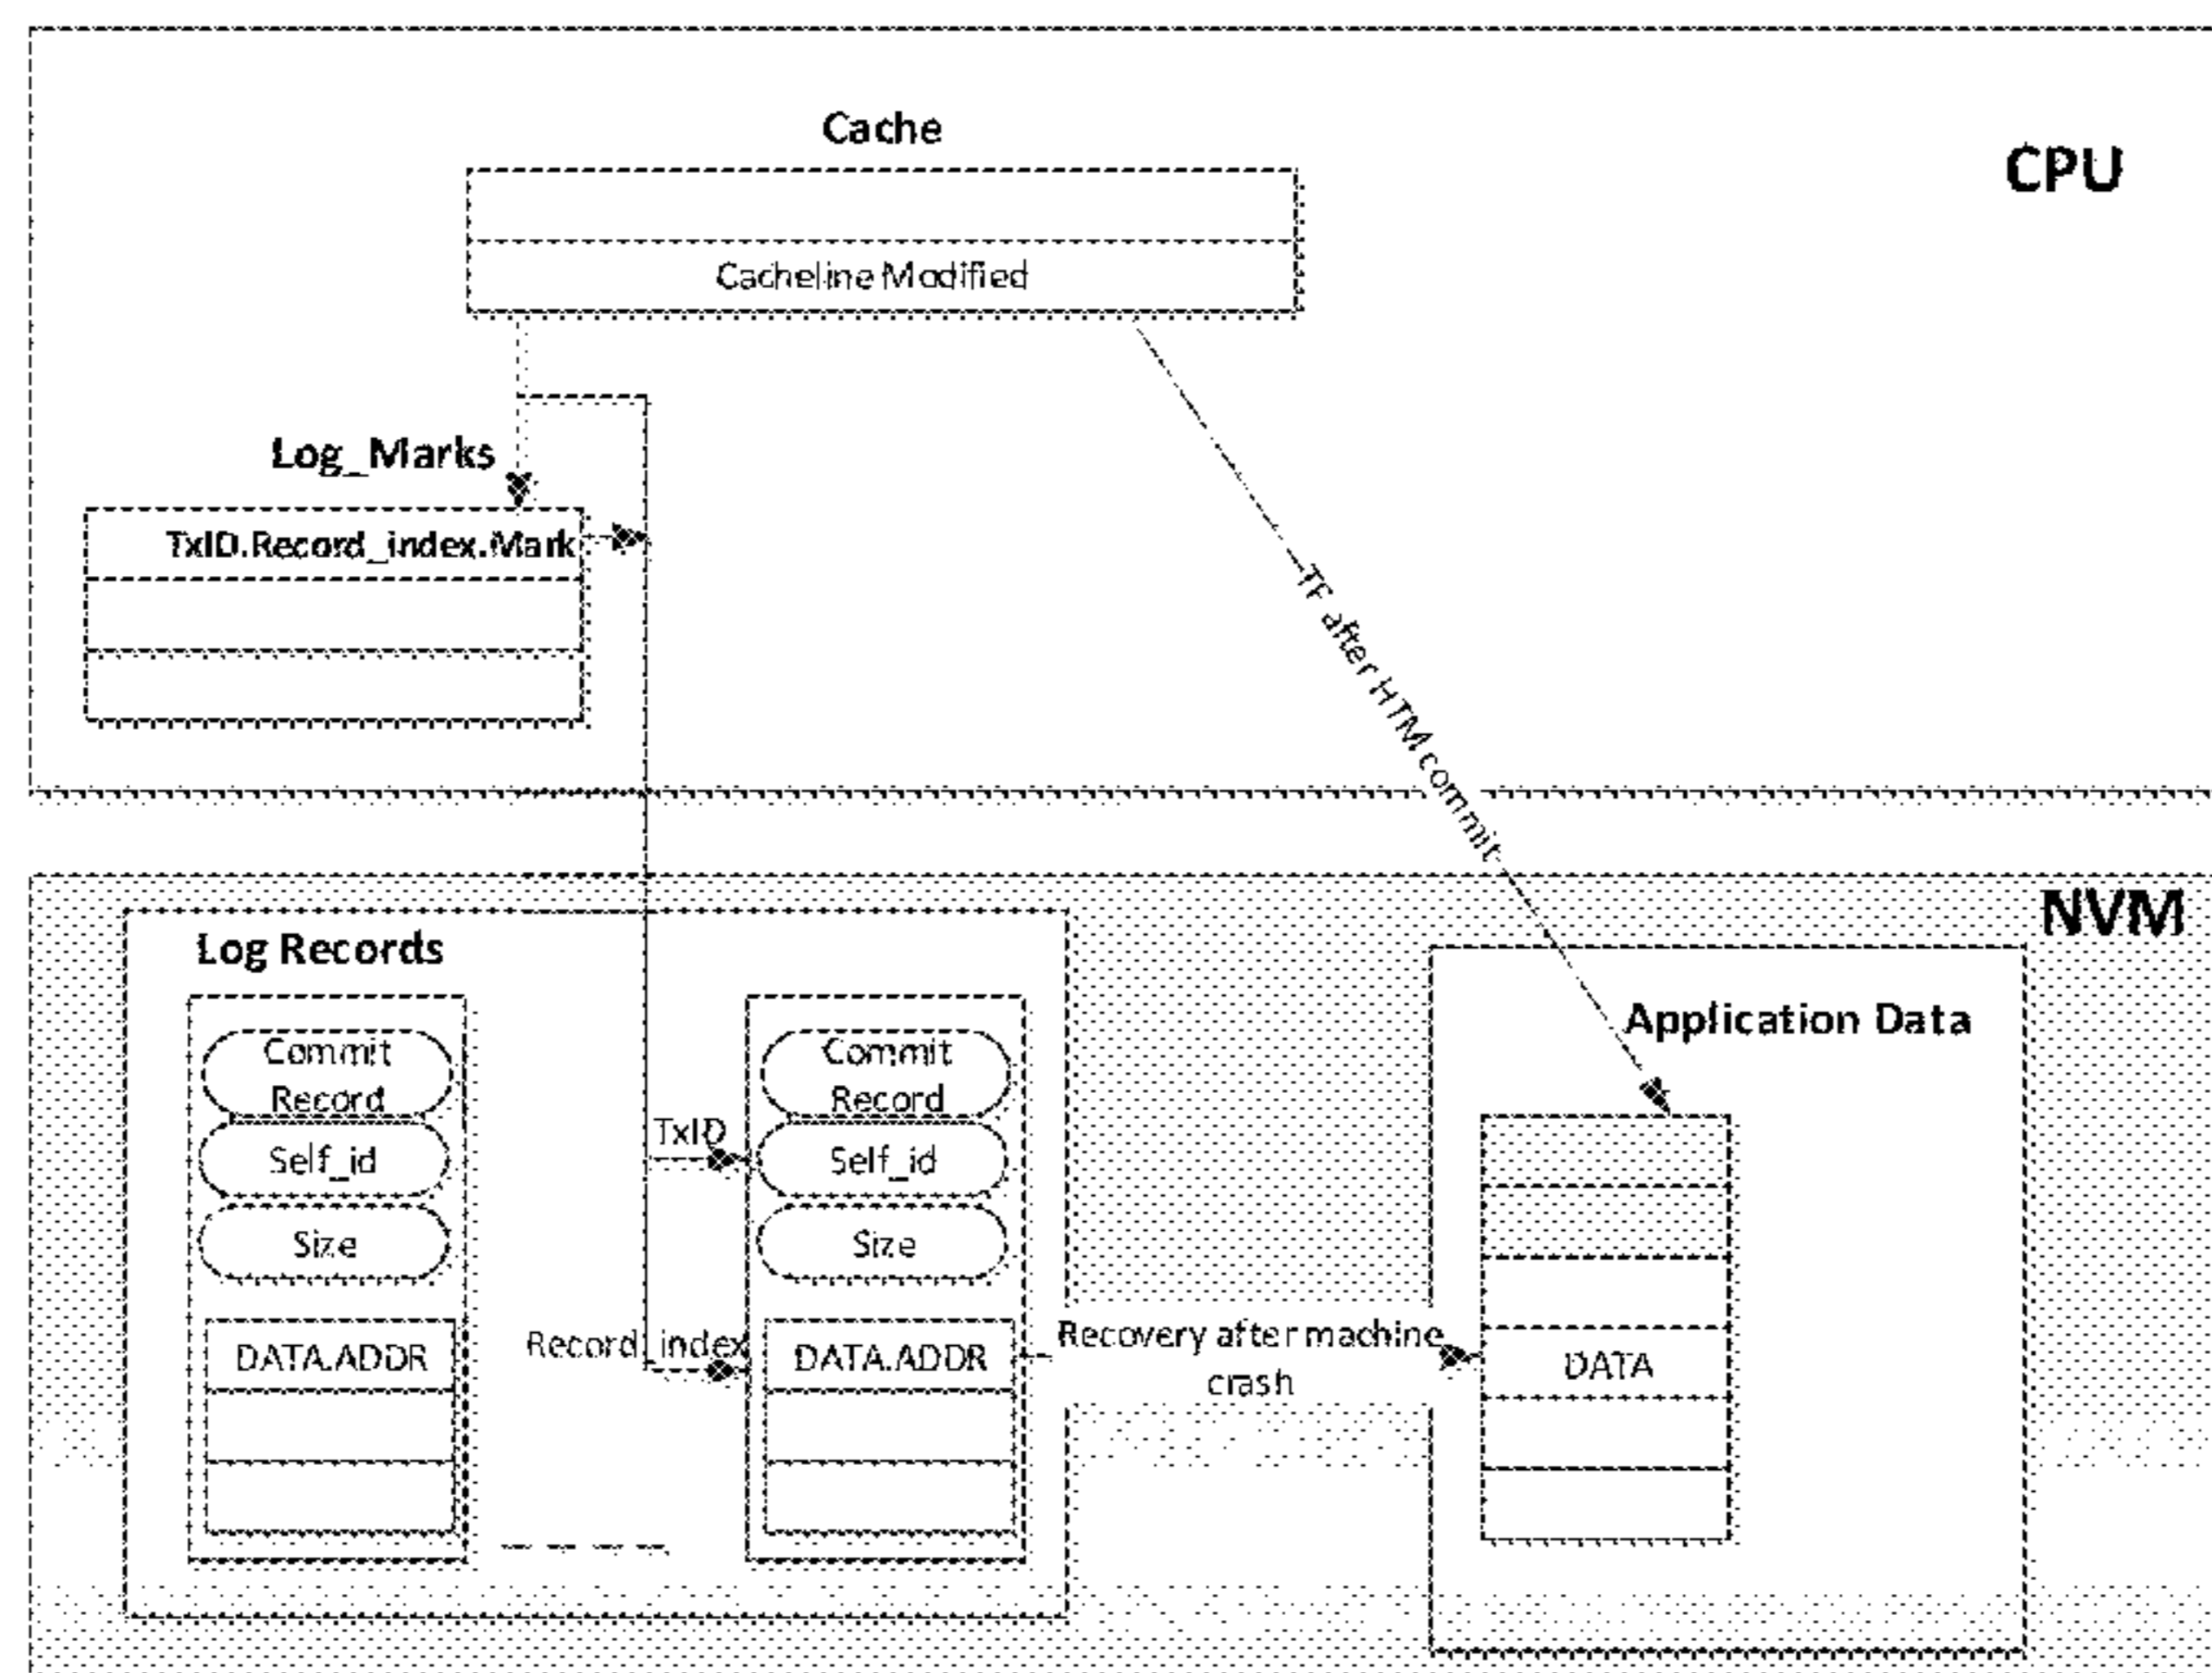 Cache
CPU
Cacheline Modified
Log_Marks
TxID.Record_index.Mark
TF after HTM commit
NVM
Log Records
Application Data
Commit
Record
Self_id
Size
DATA.ADDR
TxID
Record_index
Commit
Record
Self_id
Size
DATA.ADDR
Recovery after machine
crash
DATA